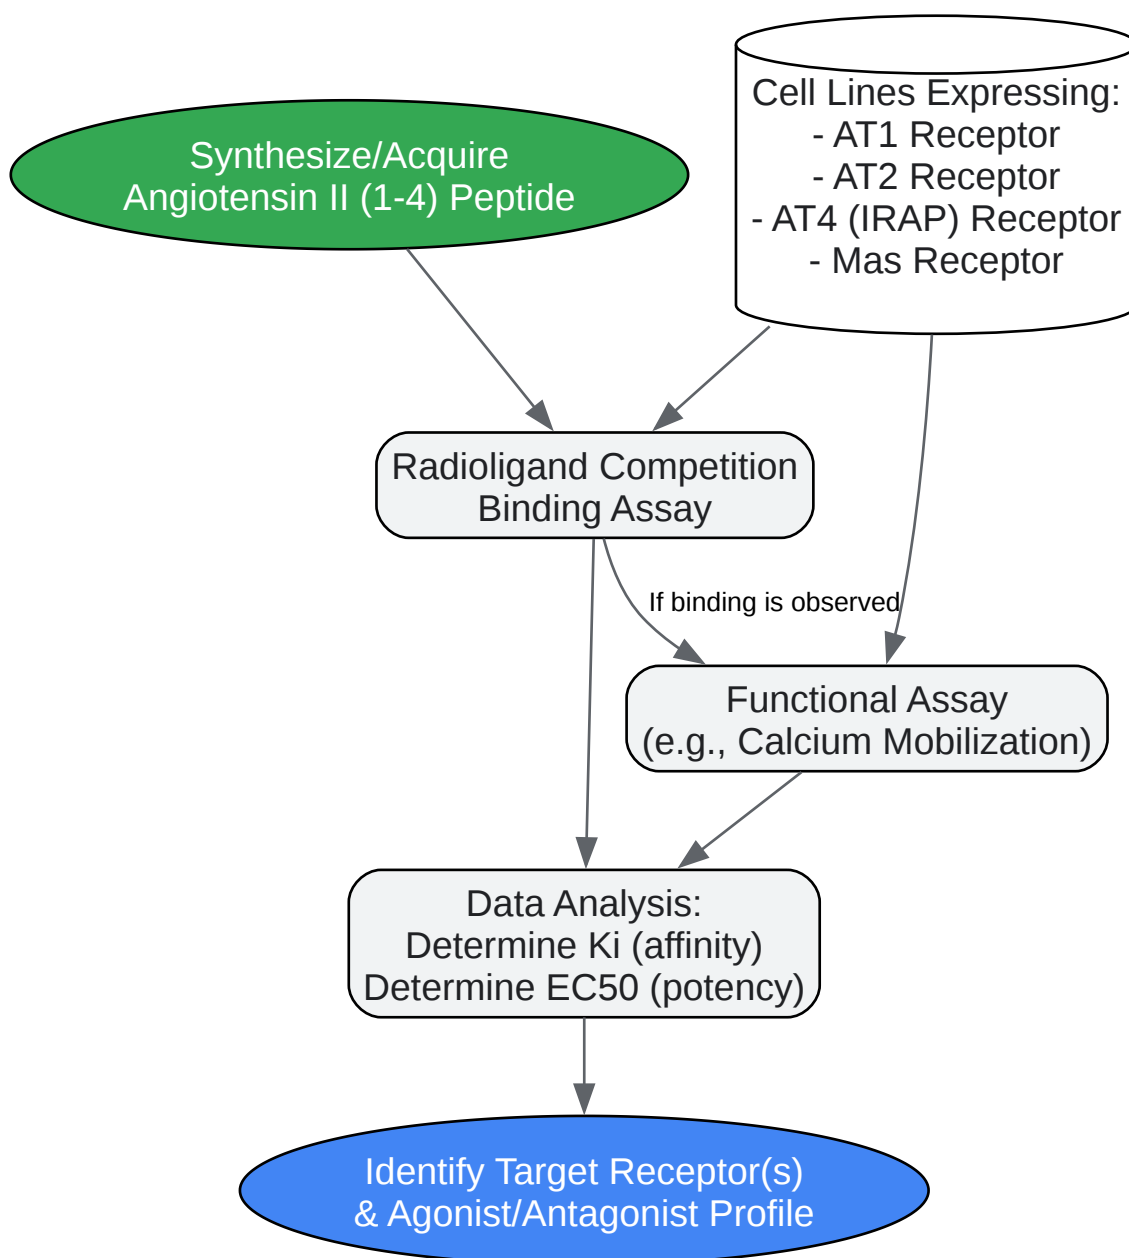 Synthesize/Acquire
Angiotensin II (1-4) Peptide
Cell Lines Expressing:
- AT1 Receptor
- AT2 Receptor
- AT4 (IRAP) Receptor
- Mas Receptor
Radioligand Competition
Binding Assay
If binding is observed
Functional Assay
(e.g., Calcium Mobilization)
Data Analysis:
Determine Ki (affinity)
Determine EC50 (potency)
Identify Target Receptor(s)
& Agonist/Antagonist Profile